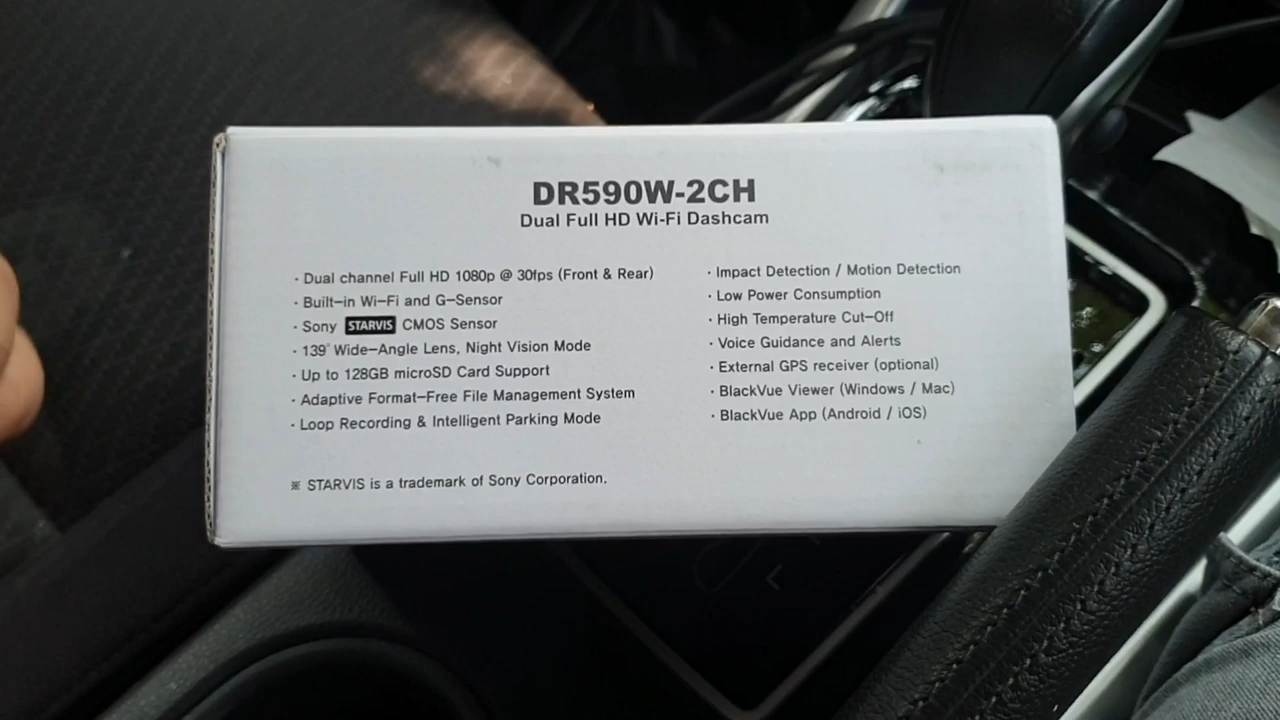 DR590W-2CH
Dual Full HD Wi-Fi Dashcam
· Dual channel Full HD 1080p @ 30fps (Front & Rear)
· Built-in Wi-Fi and G-Sensor
· Sony STARVIS CMOS Sensor
· 139° Wide-Angle Lens, Night Vision Mode
· Up to 128GB microSD Card Support
· Adaptive Format-Free File Management System
· Loop Recording & Intelligent Parking Mode
· Impact Detection / Motion Detection
· Low Power Consumption
· High Temperature Cut-Off
· Voice Guidance and Alerts
· External GPS receiver (optional)
· BlackVue Viewer (Windows / Mac)
· BlackVue App (Android / iOS)
※ STARVIS is a trademark of Sony Corporation.